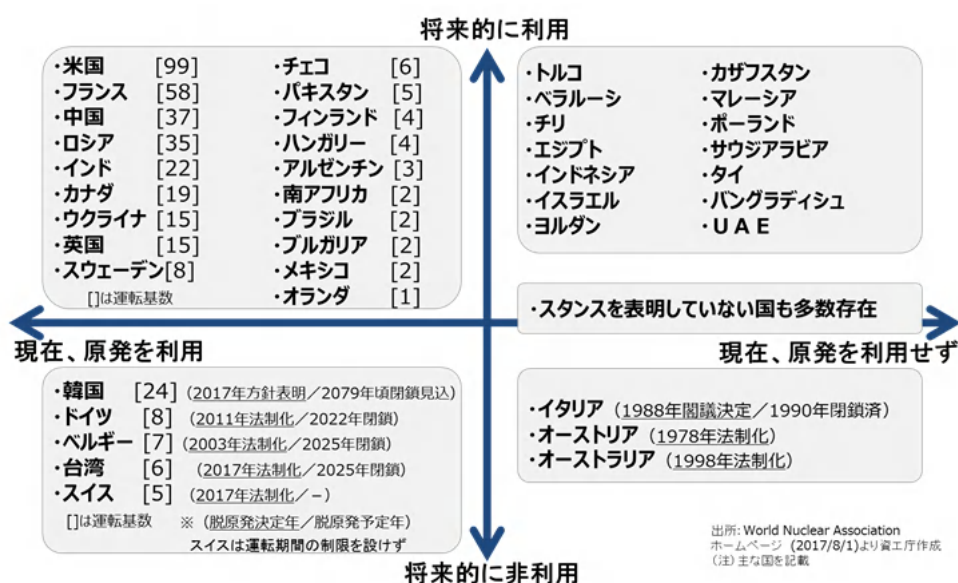 将来的に利用
・米国 [99]
・フランス [58]
・中国 [37]
・ロシア [35]
・インド [22]
・カナダ [19]
・ウクライナ [15]
・英国 [15]
・スウェーデン[8]
[]は運転基数
・チェコ [6]
・パキスタン [5]
・フィンランド [4]
・ハンガリー [4]
・アルゼンチン [3]
・南アフリカ [2]
・ブラジル [2]
・ブルガリア [2]
・メキシコ [2]
・オランダ [1]
・トルコ
・ベラルーシ
・チリ
・エジプト
・インドネシア
・イスラエル
・ヨルダン
・カザフスタン
・マレーシア
・ポーランド
・サウジアラビア
・タイ
・バングラディシュ
・UAE
・スタンスを表明していない国も多数存在
現在、原発を利用
現在、原発を利用せず
・韓国 [24] (2017年方針表明/2079年頃閉鎖見込)
・ドイツ [8] (2011年法制化/2022年閉鎖)
・ベルギー [7] (2003年法制化/2025年閉鎖)
・台湾 [6] (2017年法制化/2025年閉鎖)
・スイス [5] (2017年法制化/−)
[]は運転基数 ※ (脱原発決定年/脱原発予定年)
スイスは運転期間の制限を設けず
・イタリア (1988年閣議決定/1990年閉鎖済)
・オーストリア (1978年法制化)
・オーストラリア (1998年法制化)
出所: World Nuclear Association
ホームページ (2017/8/1)より資エ庁作成
(注) 主な国を記載
将来的に非利用